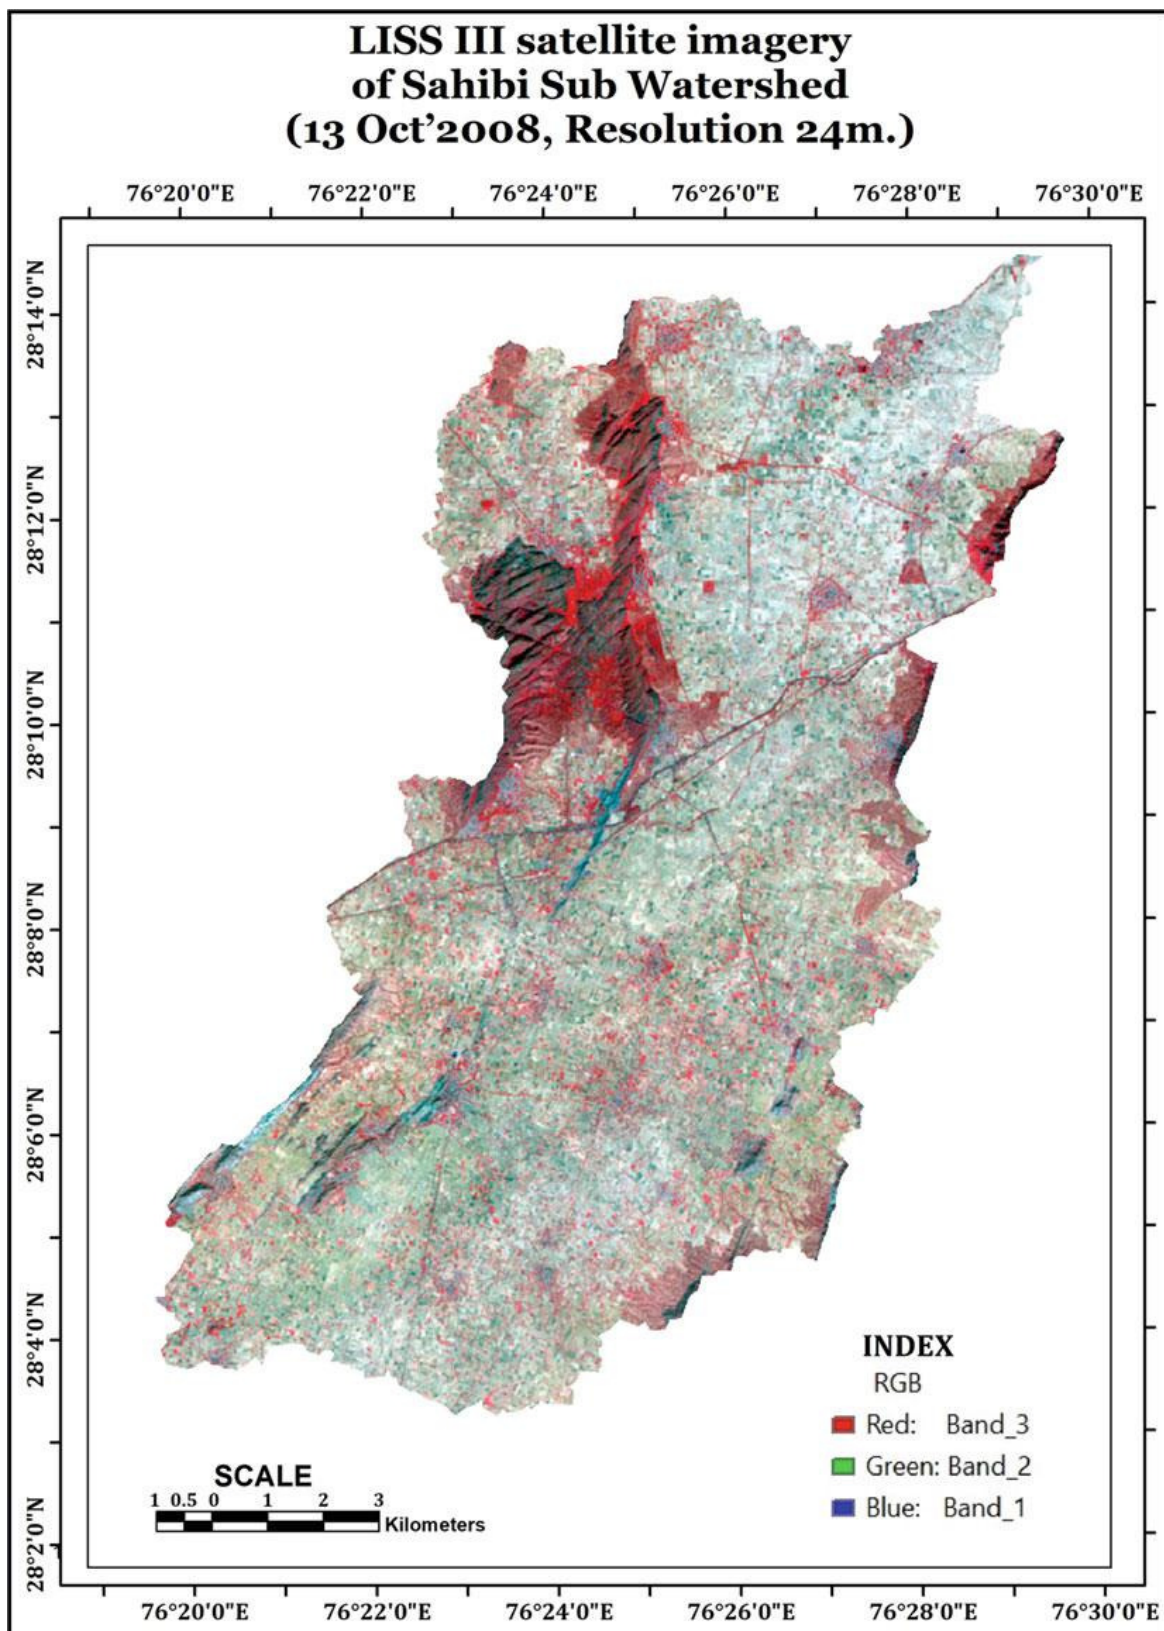 LISS III satellite imagery
of Sahibi Sub Watershed
(13 Oct'2008, Resolution 24m.)
76°20'0"E 76°22'0"E 76°24'0"E 76°26'0"E 76°28'0"E 76°30'0"E
28°14'0"N
28°12'0"N
28°10'0"N
28°8'0"N
28°6'0"N
28°4'0"N
28°2'0"N
INDEX
RGB
Red: Band_3
Green: Band_2
Blue: Band_1
SCALE
1 0.5 0 1 2 3
Kilometers
76°20'0"E 76°22'0"E 76°24'0"E 76°26'0"E 76°28'0"E 76°30'0"E